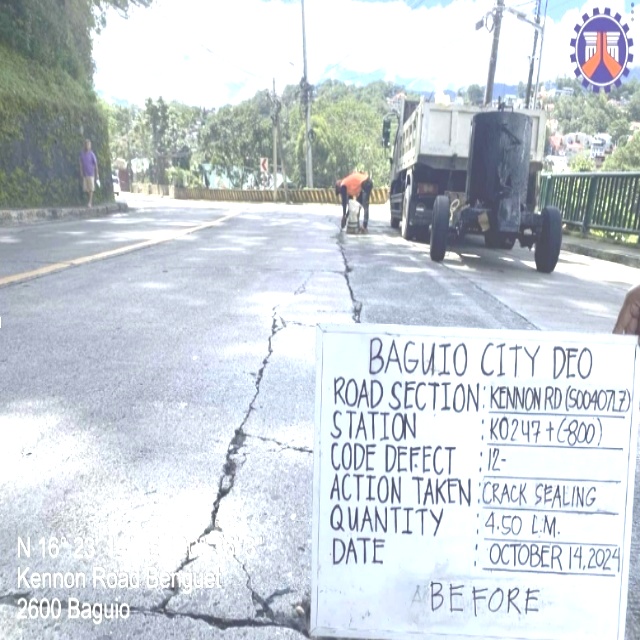 BAGUIO CITY DEO
ROAD SECTION : KENNON RD (S00407LZ)
STATION : K0247+(-800)
CODE DEFECT : 12-
ACTION TAKEN : CRACK SEALING
QUANTITY : 4.50 L.M.
DATE : OCTOBER 14, 2024
BEFORE
N 16°
Kennon Road Benguet
2600 Baguio